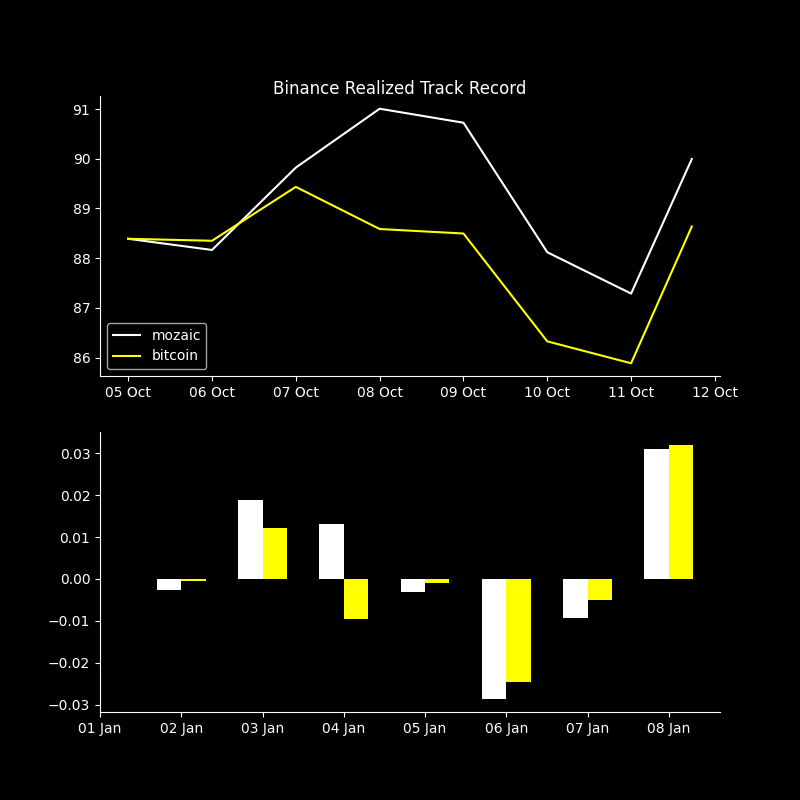 Binance Realized Track Record
91
90
89
88
87
86
mozaic
bitcoin
05 Oct 06 Oct 07 Oct 08 Oct 09 Oct 10 Oct 11 Oct 12 Oct
0.03
0.02
0.01
0.00
−0.01
−0.02
−0.03
01 Jan 02 Jan 03 Jan 04 Jan 05 Jan 06 Jan 07 Jan 08 Jan